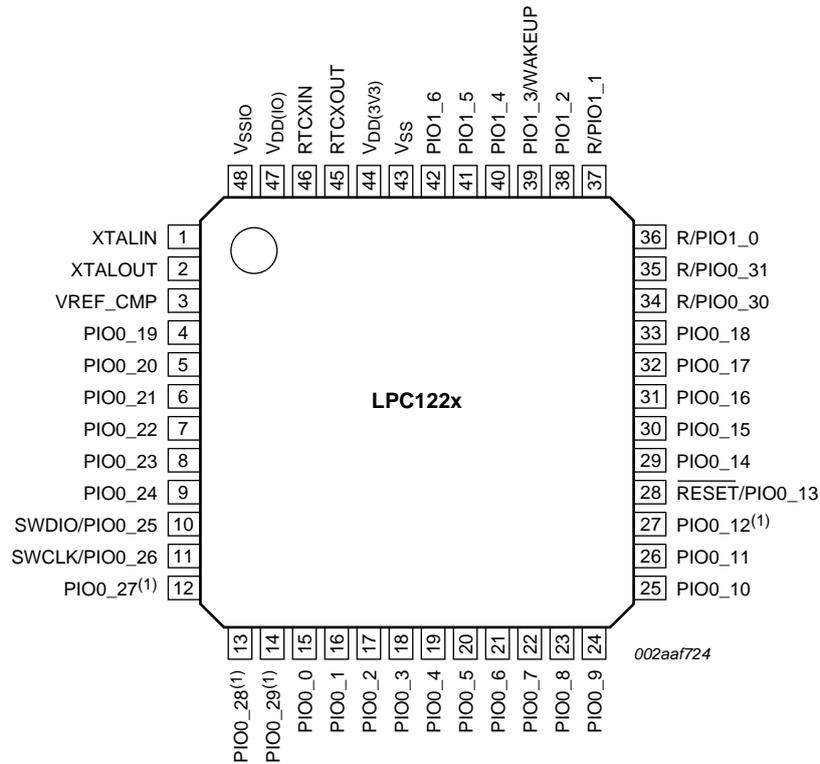 VSSIO
VDD(IO)
RTCXIN
RTCXOUT
VDD(3V3)
VSS
PIO1_6
PIO1_5
PIO1_4
PIO1_3/WAKEUP
PIO1_2
R/PIO1_1
48
47
46
45
44
43
42
41
40
39
38
37
XTALIN 1
XTALOUT 2
VREF_CMP 3
PIO0_19 4
PIO0_20 5
PIO0_21 6
PIO0_22 7
PIO0_23 8
PIO0_24 9
SWDIO/PIO0_25 10
SWCLK/PIO0_26 11
PIO0_27(1) 12
LPC122x
36 R/PIO1_0
35 R/PIO0_31
34 R/PIO0_30
33 PIO0_18
32 PIO0_17
31 PIO0_16
30 PIO0_15
29 PIO0_14
28 RESET/PIO0_13
27 PIO0_12(1)
26 PIO0_11
25 PIO0_10
13
14
15
16
17
18
19
20
21
22
23
24
PIO0_28(1)
PIO0_29(1)
PIO0_0
PIO0_1
PIO0_2
PIO0_3
PIO0_4
PIO0_5
PIO0_6
PIO0_7
PIO0_8
PIO0_9
002aaf724